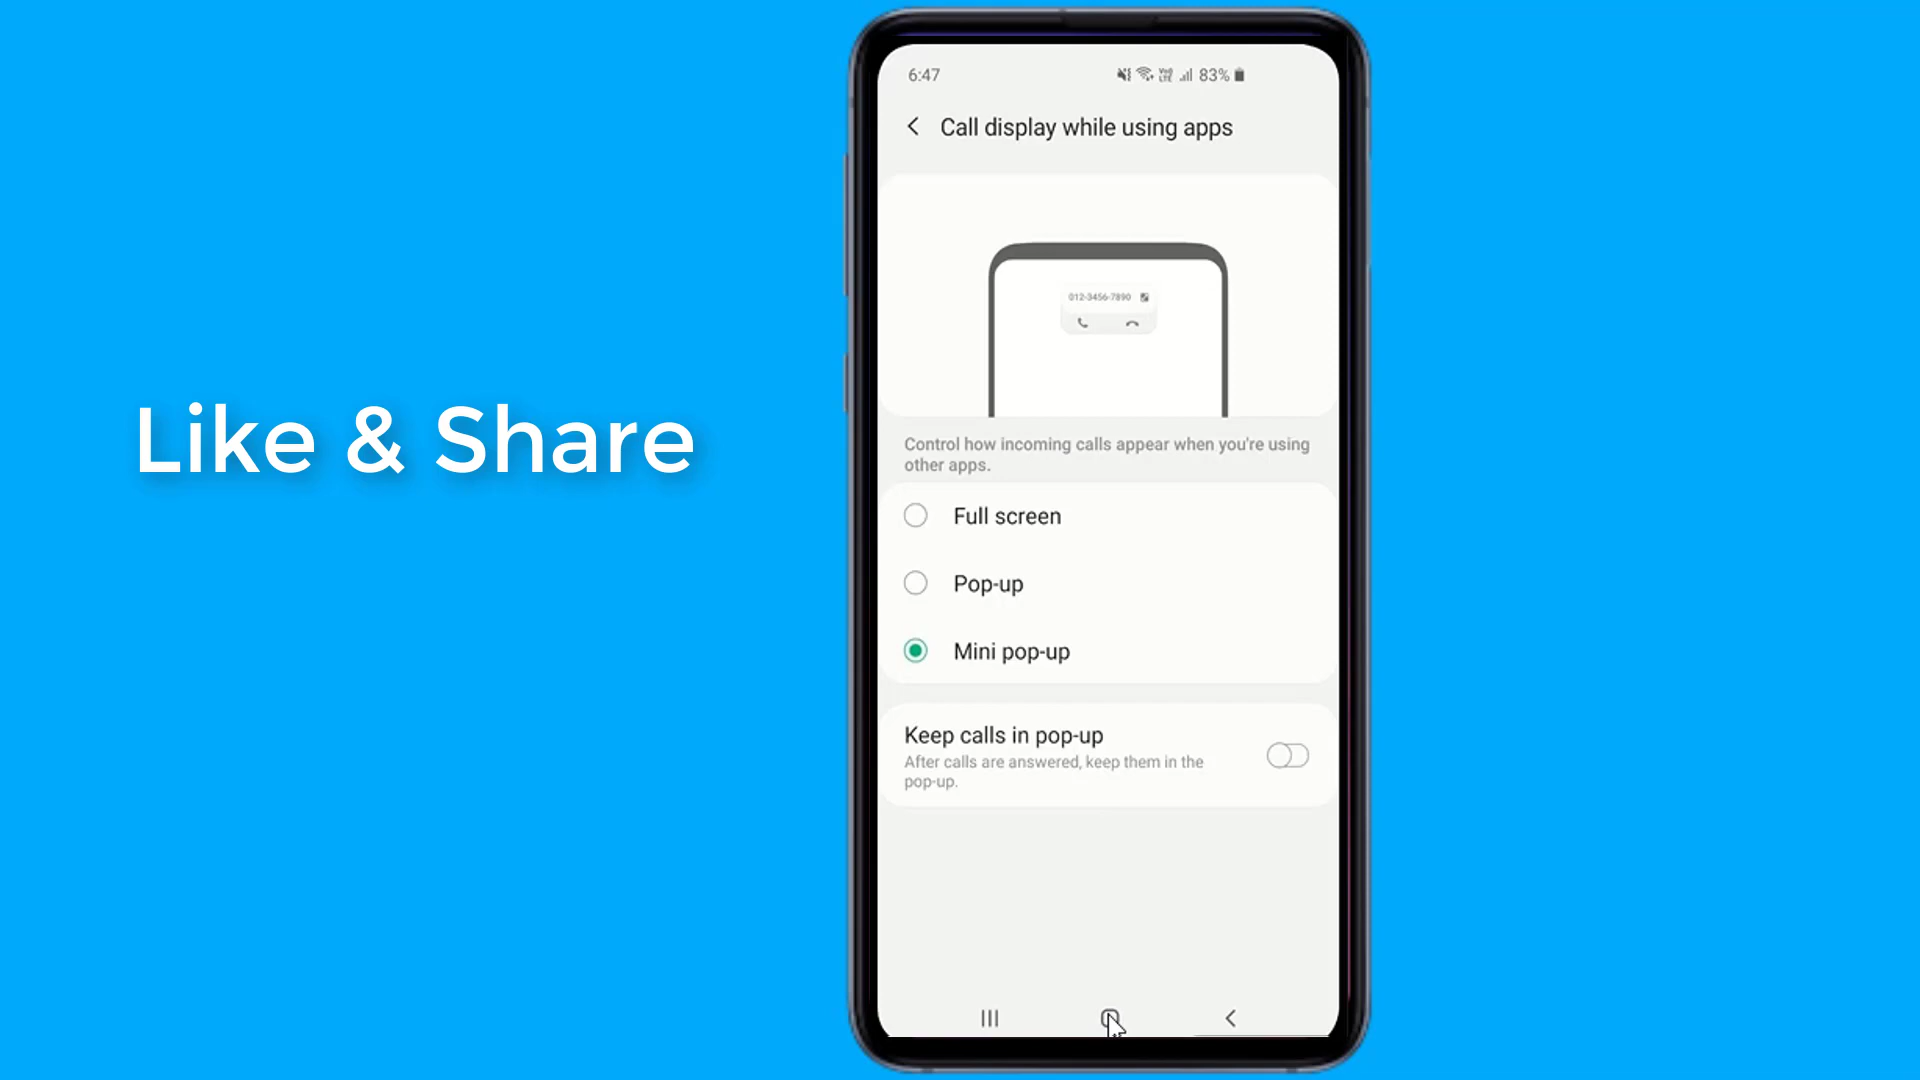 6:47
83%
Call display while using apps
012-3456-7890
Control how incoming calls appear when you're using
other apps.
Like & Share
Full screen
Pop-up
Mini pop-up
Keep calls in pop-up
After calls are answered, keep them in the
pop-up.